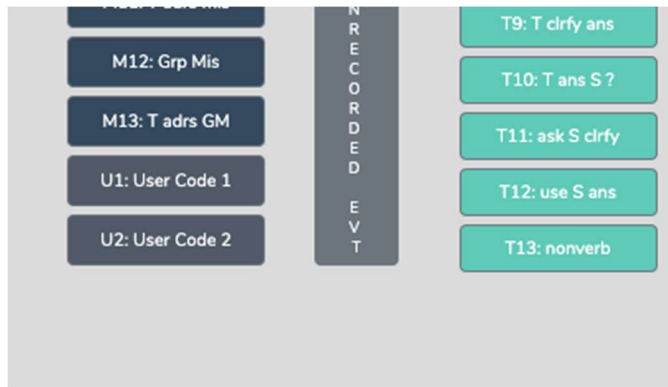 M12: Grp Mis
M13: T adrs GM
U1: User Code 1
U2: User Code 2
N
R
E
C
O
R
D
E
D
E
V
T
T9: T clrfy ans
T10: T ans S ?
T11: ask S clrfy
T12: use S ans
T13: nonverb